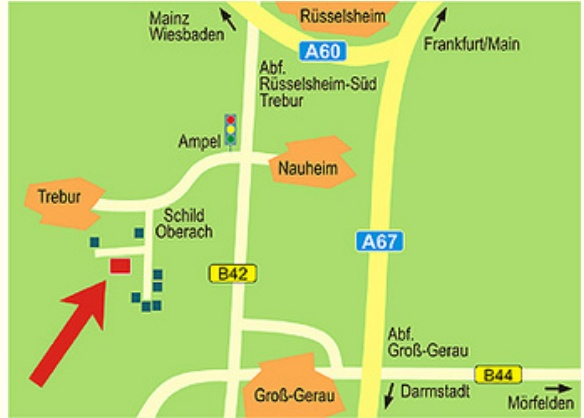 Mainz
Wiesbaden
Rüsselsheim
A60
Frankfurt/Main
Abf.
Rüsselsheim-Süd
Trebur
Ampel
Nauheim
Trebur
Schild
Oberach
A67
B42
Abf.
Groß-Gerau
B44
Groß-Gerau
Darmstadt
Mörfelden